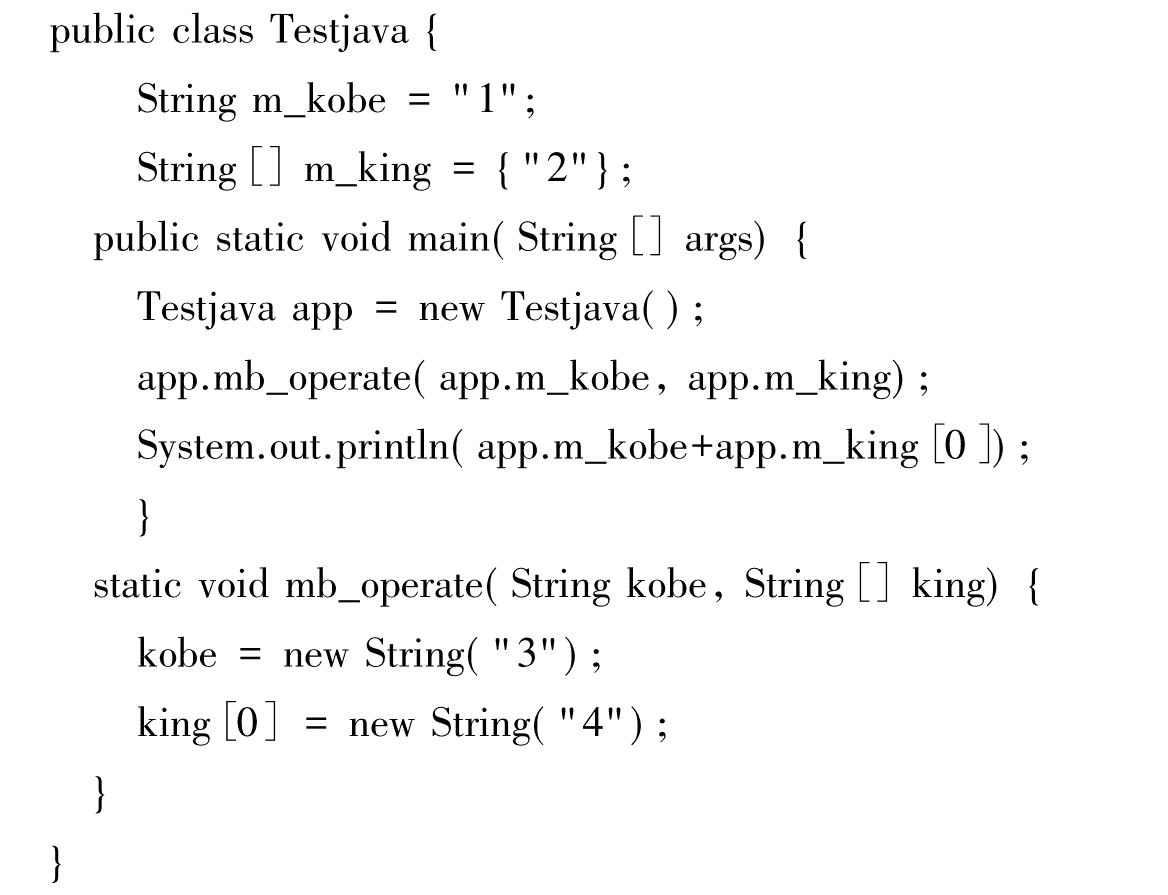 public class Testjava {
String m_kobe = "1";
String[] m_king = {"2"};
public static void main(String[] args) {
Testjava app = new Testjava();
app.mb_operate(app.m_kobe, app.m_king);
System.out.println(app.m_kobe+app.m_king[0]);
}
static void mb_operate(String kobe, String[] king) {
kobe = new String("3");
king[0] = new String("4");
}
}